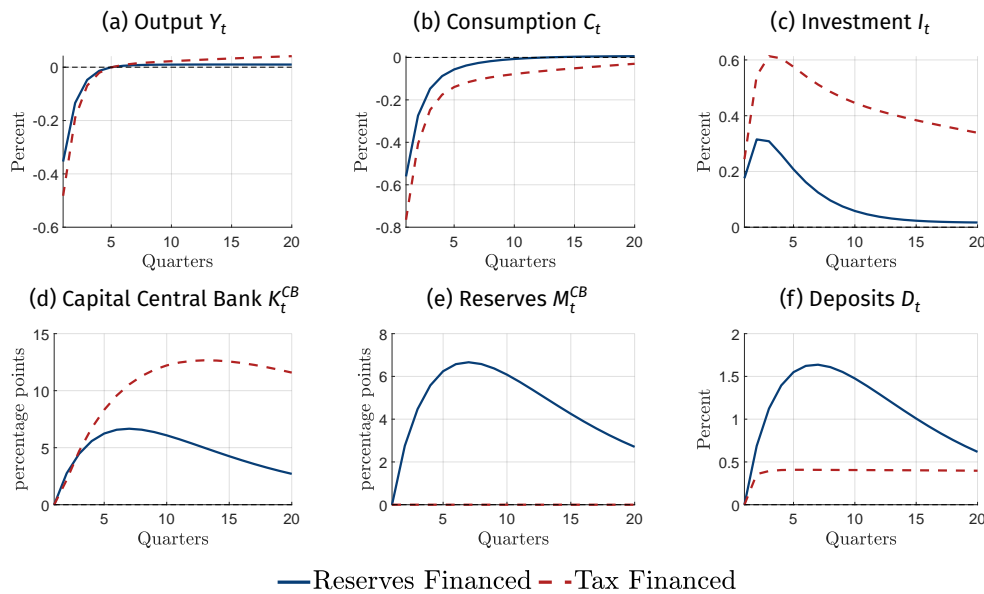 (a) Output Y_t
(b) Consumption C_t
(c) Investment I_t
Percent
0
-0.2
-0.4
-0.6
5
10
15
20
Quarters
Percent
0
-0.2
-0.4
-0.6
-0.8
5
10
15
20
Quarters
Percent
0.6
0.4
0.2
0
5
10
15
20
Quarters
(d) Capital Central Bank K_t^{CB}
(e) Reserves M_t^{CB}
(f) Deposits D_t
percentage points
15
10
5
0
5
10
15
20
Quarters
percentage points
8
6
4
2
0
5
10
15
20
Quarters
Percent
2
1.5
1
0.5
0
5
10
15
20
Quarters
Reserves Financed
Tax Financed